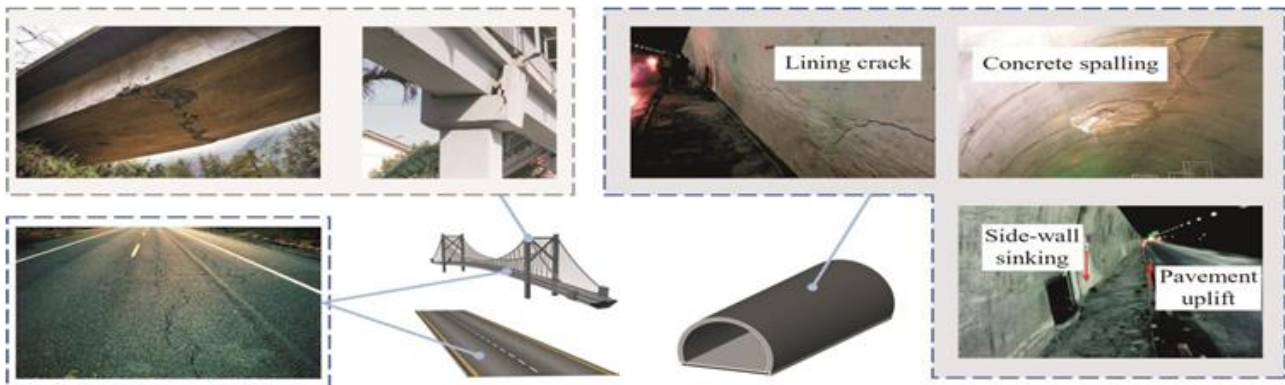 Lining crack
Concrete spalling
Side-wall
sinking
Pavement
uplift